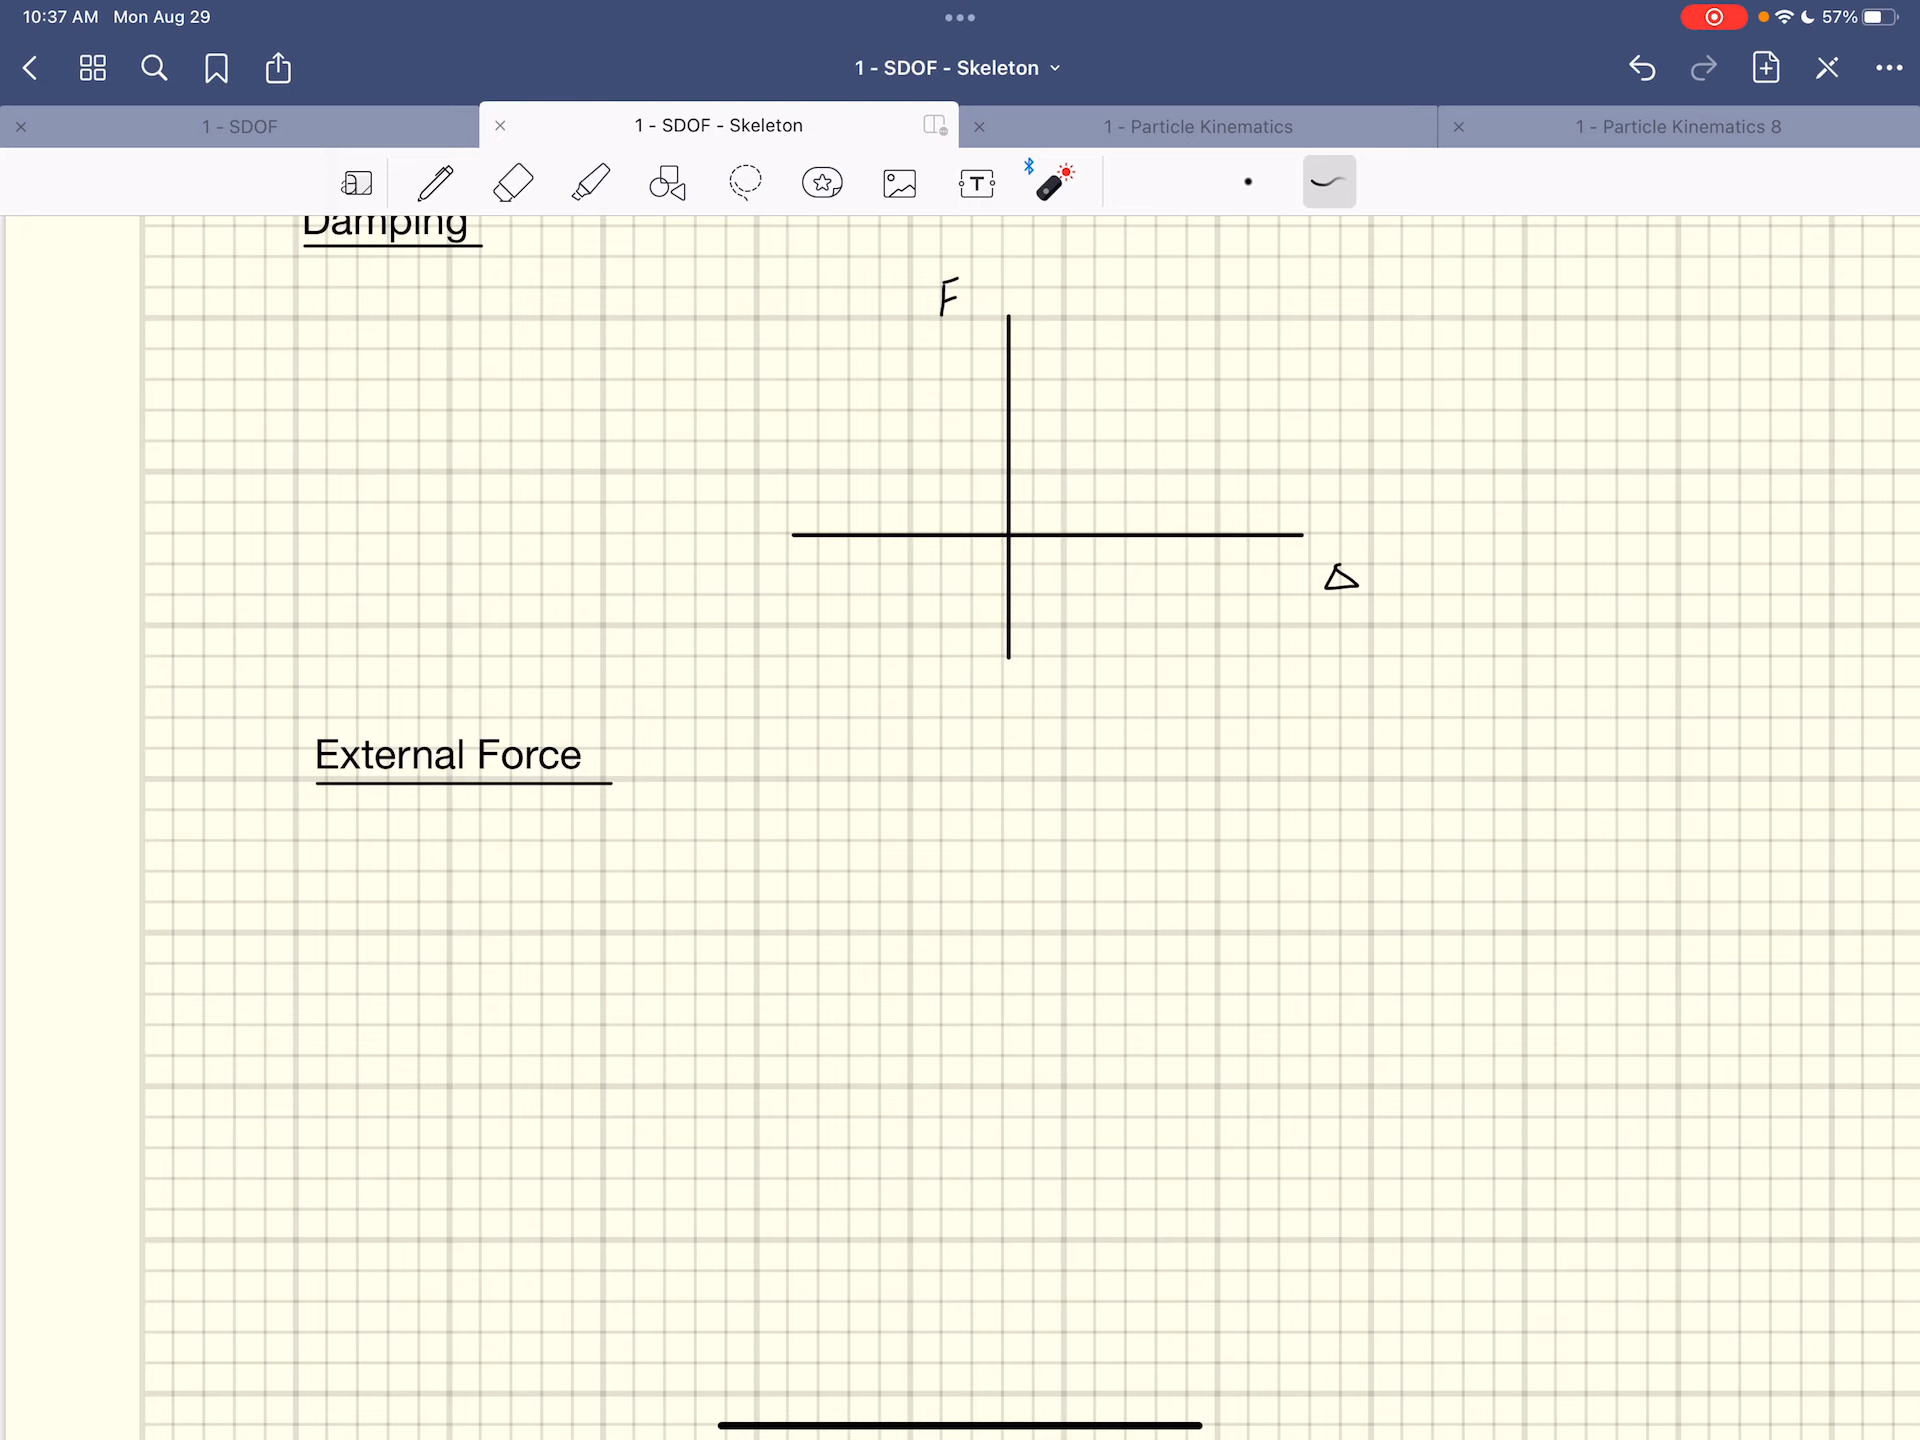 10:37 AM Mon Aug 29
57%
1 - SDOF - Skeleton
1 - SDOF
1 - SDOF - Skeleton
1 - Particle Kinematics
1 - Particle Kinematics 8
T
Damping
F
Δ
External Force